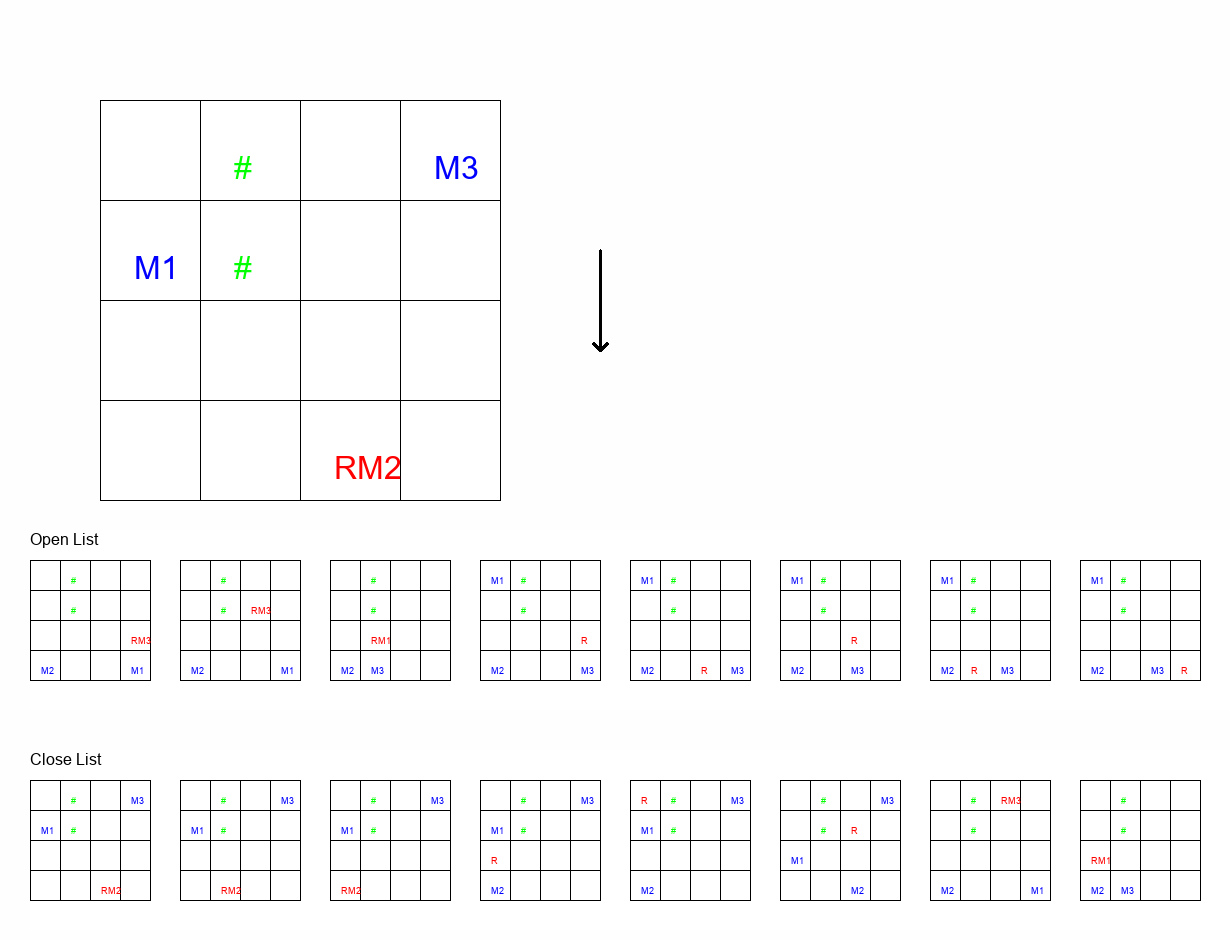 # M3
M1 #
RM2
Open List
# # # M1 # M1 # M1 # M1 # M1 #
# # RM3 # # # # # #
RM3 RM1 R R
M2 M1 M2 M1 M2 M3 M2 M3 M2 R M3 M2 M3 M2 R M3 M2 M3 R
Close List
# M3 # M3 # M3 # M3 R # M3 # M3 # RM3 #
M1 # M1 # M1 # M1 # M1 # # R # #
R M1 RM1
RM2 RM2 RM2 M2 M2 M2 M2 M1 M2 M3